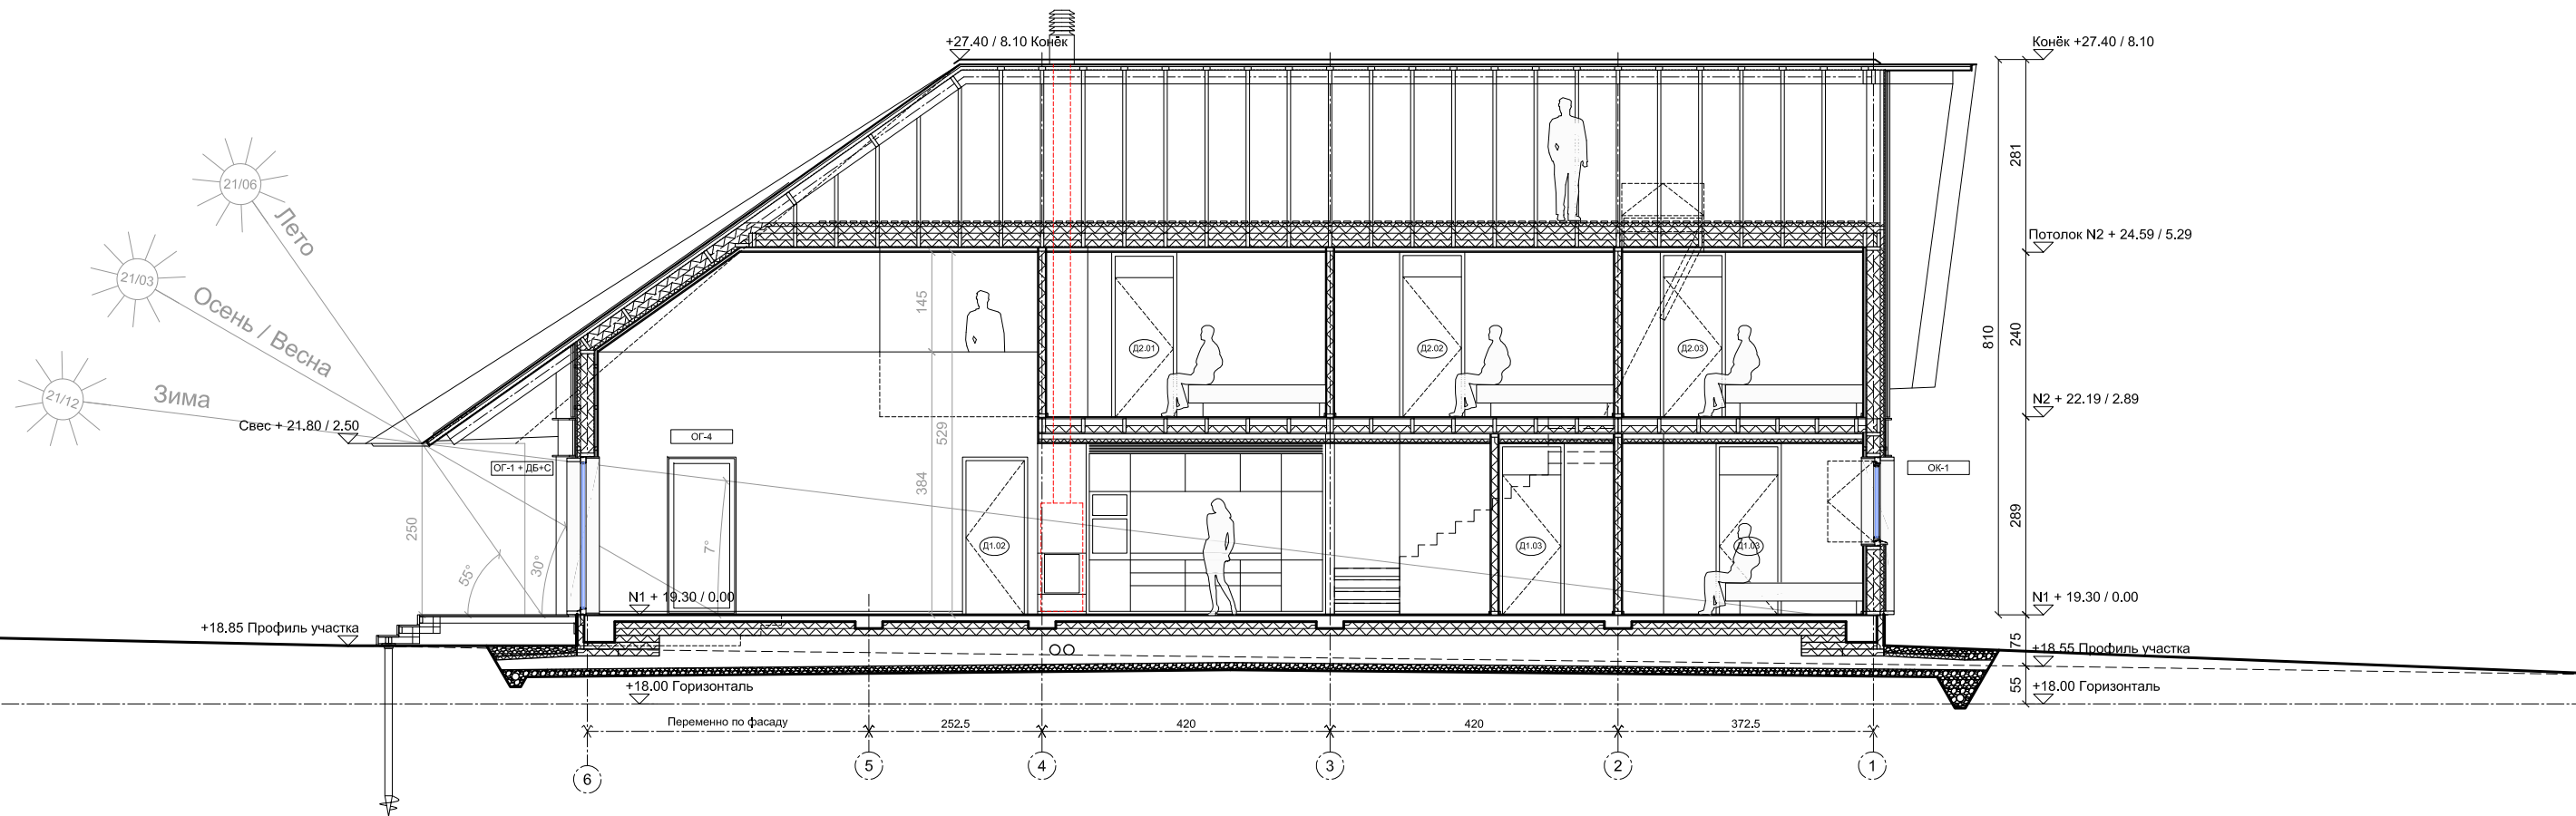 +27.40 / 8.10 Конёк
Конёк +27.40 / 8.10
281
21/06
Лето
Потолок N2 + 24.59 / 5.29
21/03
Осень / Весна
145
810
240
Д2.01
Д2.02
Д2.03
21/12
Зима
N2 + 22.19 / 2.89
Свес + 21.80 / 2.50
ОГ-4
529
ОГ-1 + ДБ+С
ОК-1
384
250
289
55°
30°
7°
Д1.02
Д1.03
Д1.03
N1 + 19.30 / 0.00
N1 + 19.30 / 0.00
+18.85 Профиль участка
75
+18.55 Профиль участка
+18.00 Горизонталь
55
+18.00 Горизонталь
Переменно по фасаду
252.5
420
420
372.5
6
5
4
3
2
1